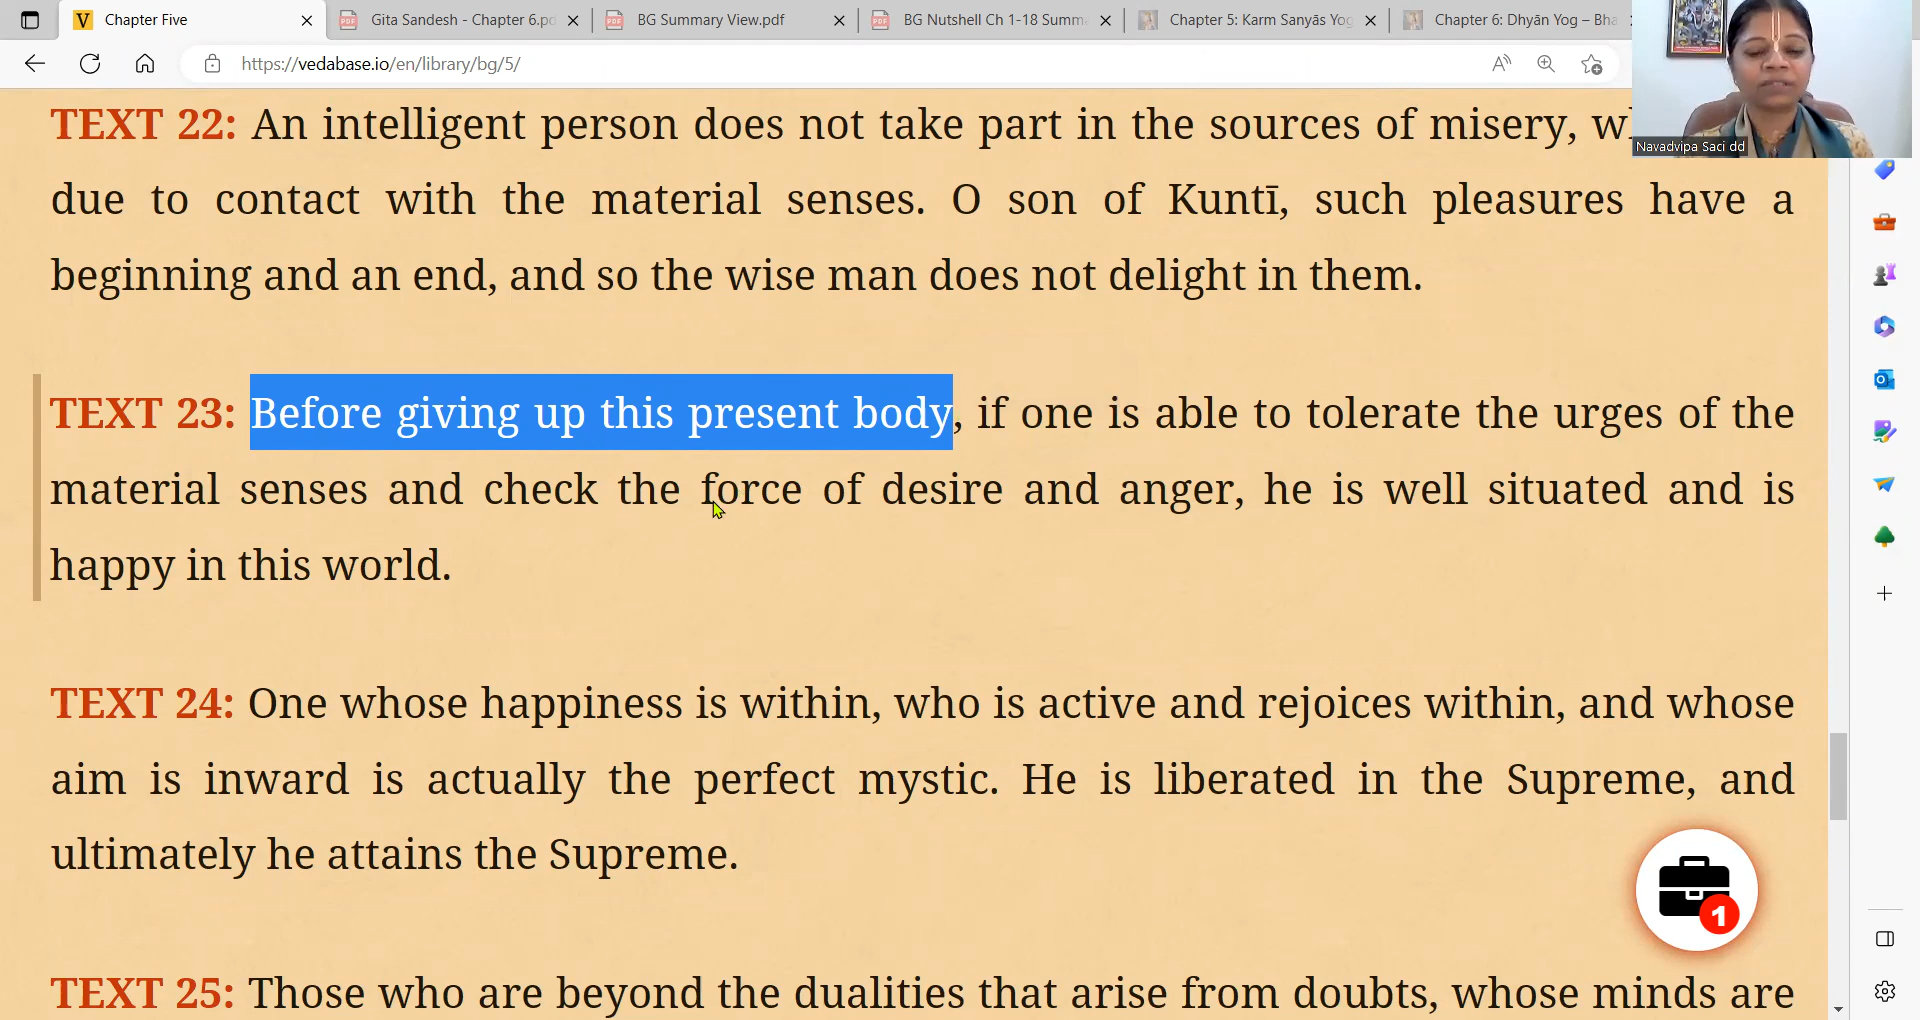 Chapter Five
Gita Sandesh - Chapter 6.pd
BG Summary View.pdf
BG Nutshell Ch 1-18 Summ
Chapter 5: Karm Sanyās Yog
Chapter 6: Dhyān Yog – Bha
https://vedabase.io/en/library/bg/5/
Navadvipa Saci dd
TEXT 22: An intelligent person does not take part in the sources of misery,
due to contact with the material senses. O son of Kuntī, such pleasures have a
beginning and an end, and so the wise man does not delight in them.
TEXT 23: Before giving up this present body, if one is able to tolerate the urges of the
material senses and check the force of desire and anger, he is well situated and is
happy in this world.
TEXT 24: One whose happiness is within, who is active and rejoices within, and whose
aim is inward is actually the perfect mystic. He is liberated in the Supreme, and
ultimately he attains the Supreme.
1
TEXT 25: Those who are beyond the dualities that arise from doubts, whose minds are